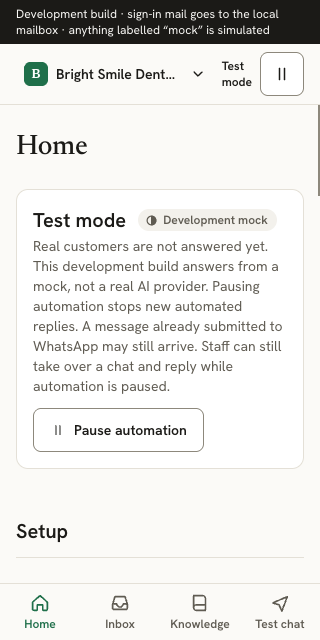 Development build · sign-in mail goes to the local
mailbox · anything labelled “mock” is simulated
B Bright Smile Dent… Test mode
Home
Test mode Development mock
Real customers are not answered yet.
This development build answers from a
mock, not a real AI provider. Pausing
automation stops new automated
replies. A message already submitted to
WhatsApp may still arrive. Staff can still
take over a chat and reply while
automation is paused.
Pause automation
Setup
Home Inbox Knowledge Test chat